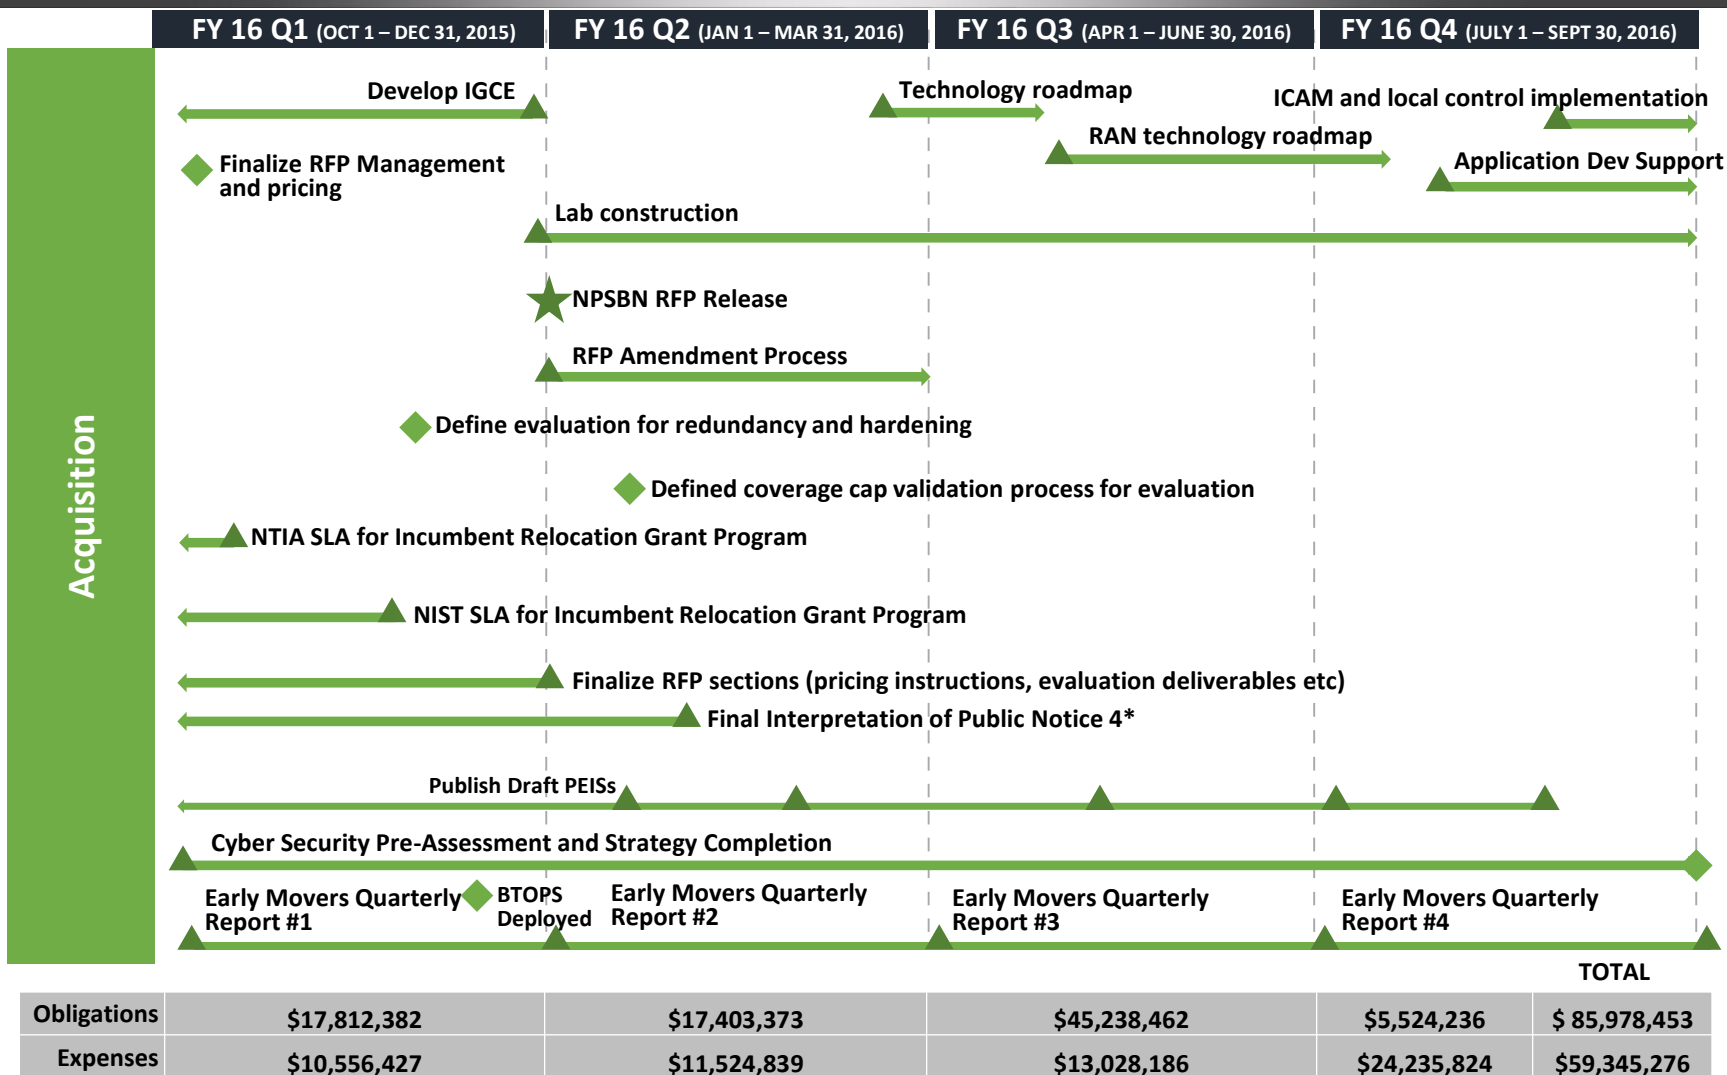 FY 16 Q1 (OCT 1 – DEC 31, 2015)
FY 16 Q2 (JAN 1 – MAR 31, 2016)
FY 16 Q3 (APR 1 – JUNE 30, 2016)
FY 16 Q4 (JULY 1 – SEPT 30, 2016)
Acquisition
Develop IGCE
Technology roadmap
ICAM and local control implementation
RAN technology roadmap
Finalize RFP Management
and pricing
Application Dev Support
Lab construction
NPSBN RFP Release
RFP Amendment Process
Define evaluation for redundancy and hardening
Defined coverage cap validation process for evaluation
NTIA SLA for Incumbent Relocation Grant Program
NIST SLA for Incumbent Relocation Grant Program
Finalize RFP sections (pricing instructions, evaluation deliverables etc)
Final Interpretation of Public Notice 4*
Publish Draft PEISs
Cyber Security Pre-Assessment and Strategy Completion
Early Movers Quarterly
Report #1
BTOPS
Deployed
Early Movers Quarterly
Report #2
Early Movers Quarterly
Report #3
Early Movers Quarterly
Report #4
TOTAL
Obligations $17,812,382 $17,403,373 $45,238,462 $5,524,236 $ 85,978,453
Expenses $10,556,427 $11,524,839 $13,028,186 $24,235,824 $59,345,276